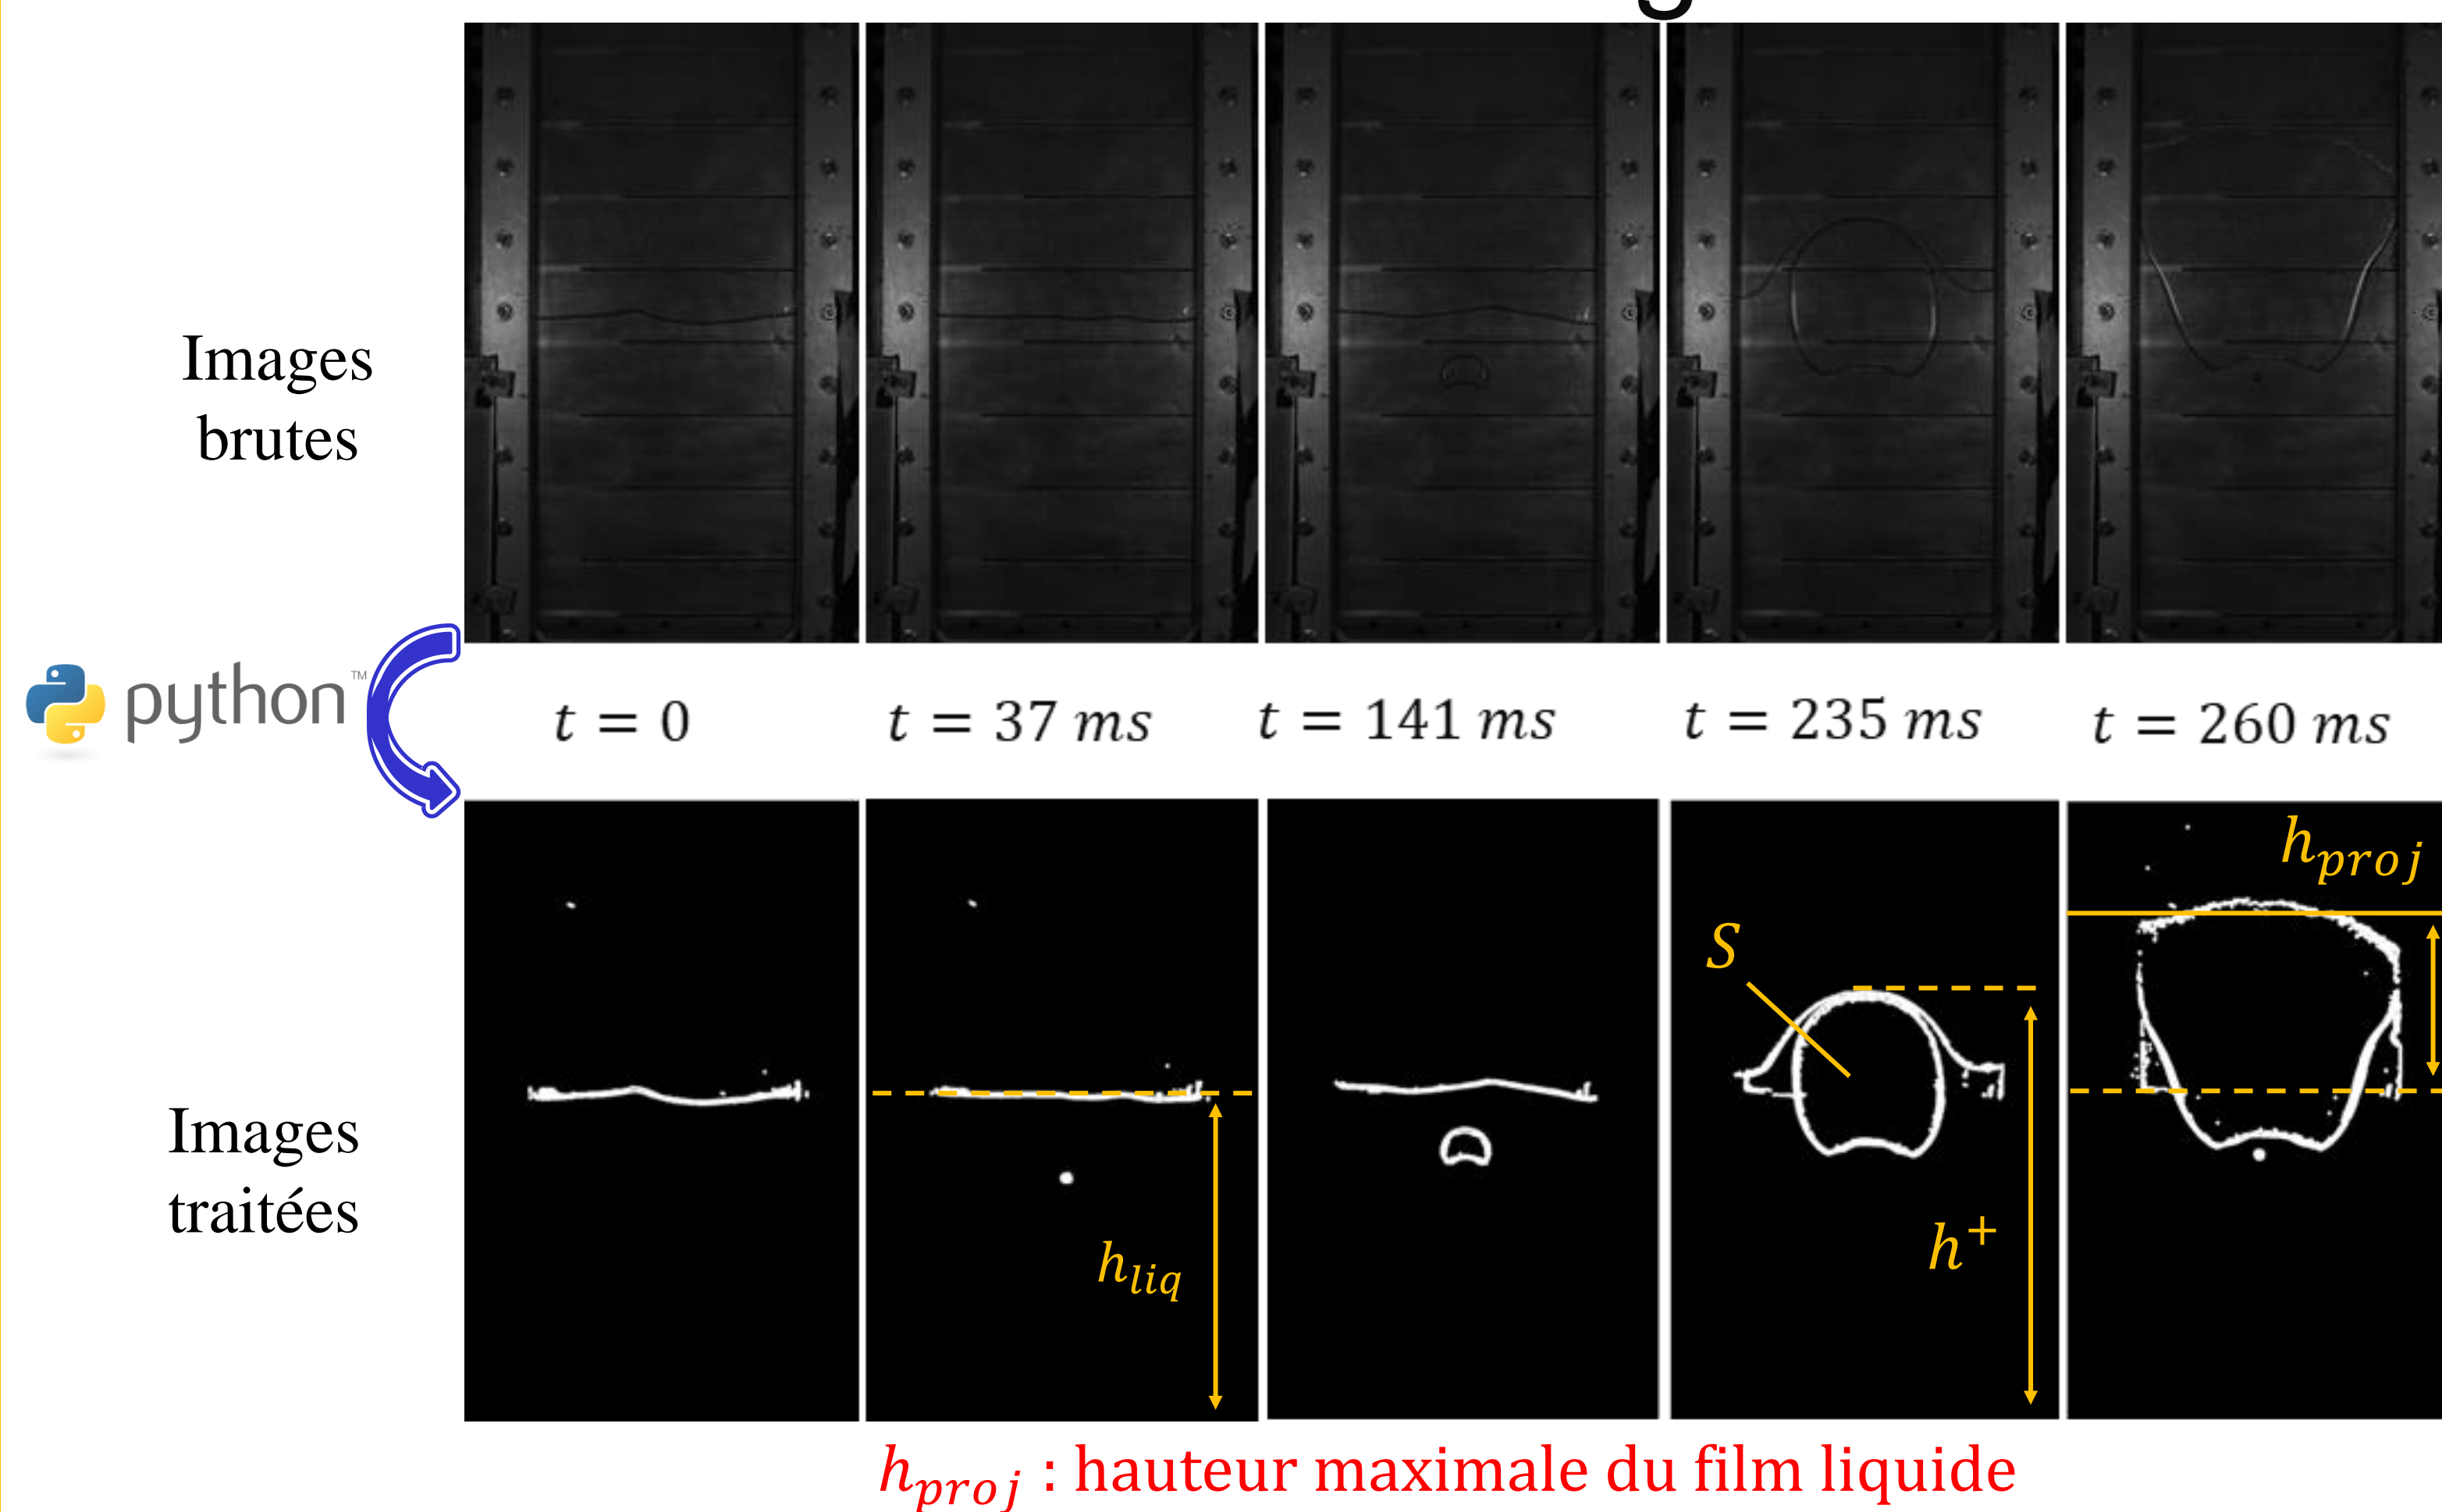 Images
brutes
python™
t = 0
t = 37 ms
t = 141 ms
t = 235 ms
t = 260 ms
Images
traitées
h_liq
S
h⁺
h_proj
h_proj : hauteur maximale du film liquide